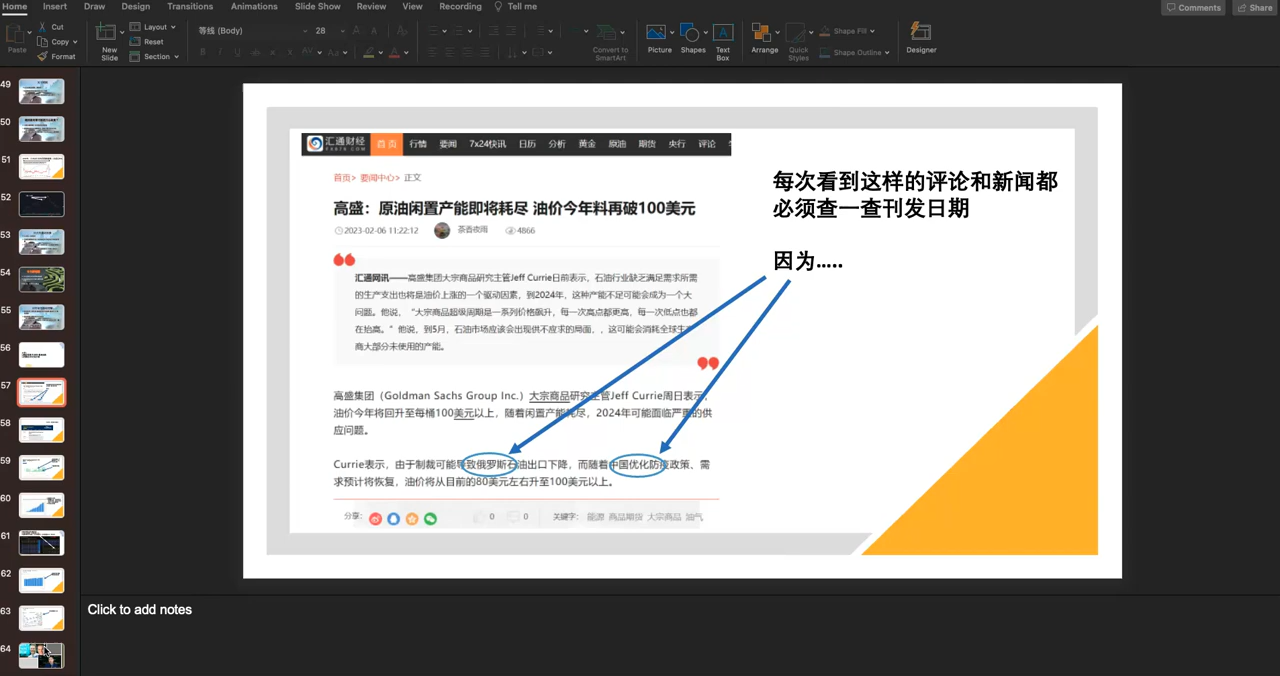 Home Insert Draw Design Transitions Animations Slide Show Review View Recording Tell me Comments Share
Paste Cut Copy Format New Slide Layout Reset Section 等线 (Body) 28 Convert to SmartArt Picture Shapes Text Box Arrange Quick Styles Shape Fill Shape Outline Designer
49
50
51
52
53
54
55
56
57
58
59
60
61
62
63
64
汇通财经
FX678.COM
首页 行情 要闻 7x24快讯 日历 分析 黄金 原油 期货 央行 评论
首页> 要闻中心> 正文
高盛：原油闲置产能即将耗尽 油价今年料再破100美元
2023-02-06 11:22:12 茶香夜雨 4866
汇通网讯——高盛集团大宗商品研究主管Jeff Currie日前表示，石油行业缺乏满足需求所需
的生产支出也将是油价上涨的一个驱动因素，到2024年，这种产能不足可能会成为一个大
问题。他说，“大宗商品超级周期是一系列价格飙升，每一次高点都更高，每一次低点也都
在抬高。”他说，到5月，石油市场应该会出现供不应求的局面，、这可能会消耗全球生
商大部分未使用的产能。
高盛集团（Goldman Sachs Group Inc.）大宗商品研究主管Jeff Currie周日表示，
油价今年将回升至每桶100美元以上，随着闲置产能耗尽，2024年可能面临严重的供
应问题。
Currie表示，由于制裁可能导致俄罗斯石油出口下降，而随着中国优化防疫政策、需
求预计将恢复，油价将从目前的80美元左右升至100美元以上。
分享： 0 0 关键字： 能源 商品期货 大宗商品 油气
每次看到这样的评论和新闻都
必须查一查刊发日期
因为.....
Click to add notes